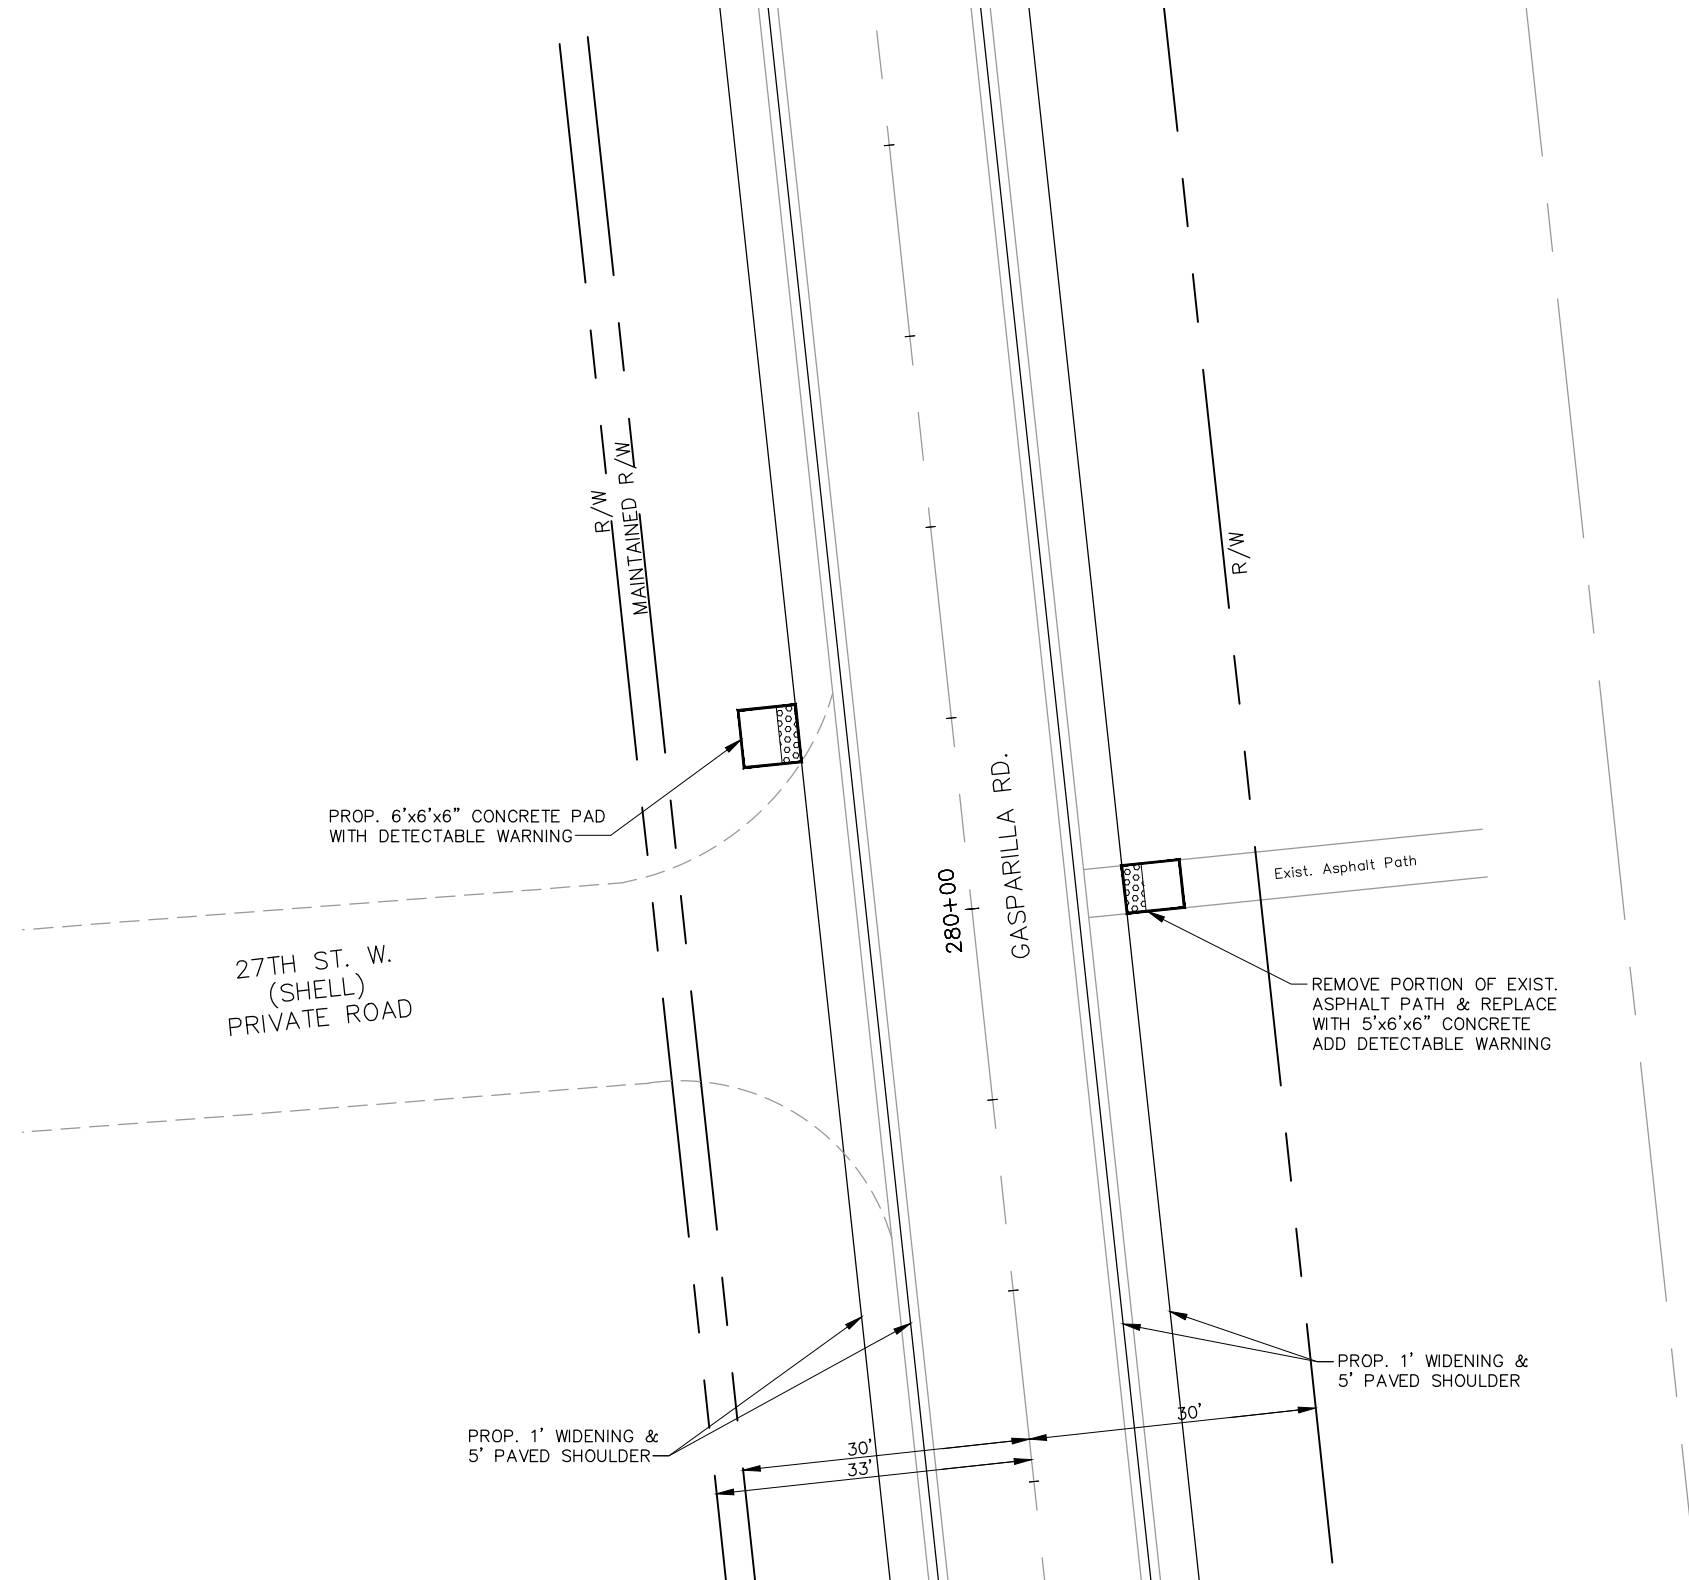 R/W
MAINTAINED R/W
R/W
PROP. 6'x6'x6" CONCRETE PAD
WITH DETECTABLE WARNING
GASPARILLA RD.
280+00
Exist. Asphalt Path
27TH ST. W.
(SHELL)
PRIVATE ROAD
REMOVE PORTION OF EXIST.
ASPHALT PATH & REPLACE
WITH 5'x6'x6" CONCRETE
ADD DETECTABLE WARNING
PROP. 1' WIDENING &
5' PAVED SHOULDER
30'
PROP. 1' WIDENING &
5' PAVED SHOULDER
30'
33'